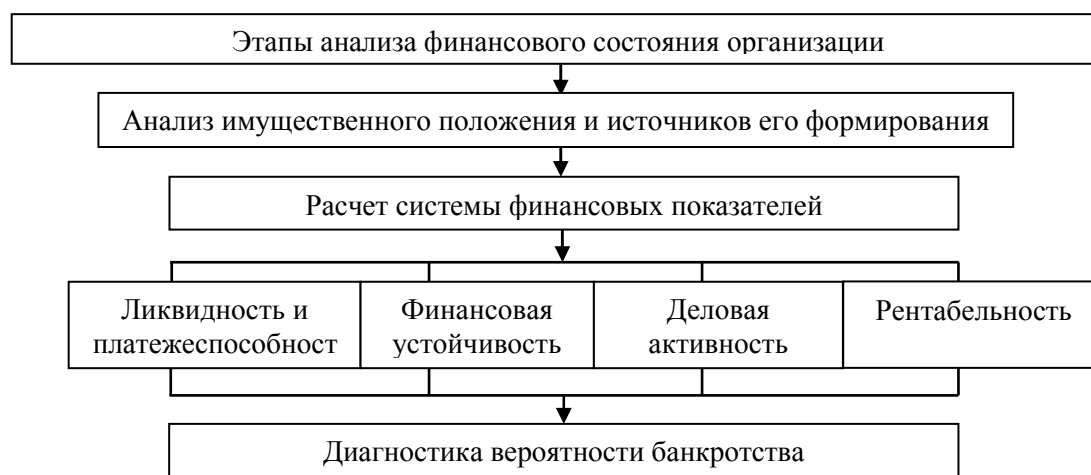 Этапы анализа финансового состояния организации
Анализ имущественного положения и источников его формирования
Расчет системы финансовых показателей
Ликвидность и
платежеспособност
Финансовая
устойчивость
Деловая
активность
Рентабельность
Диагностика вероятности банкротства